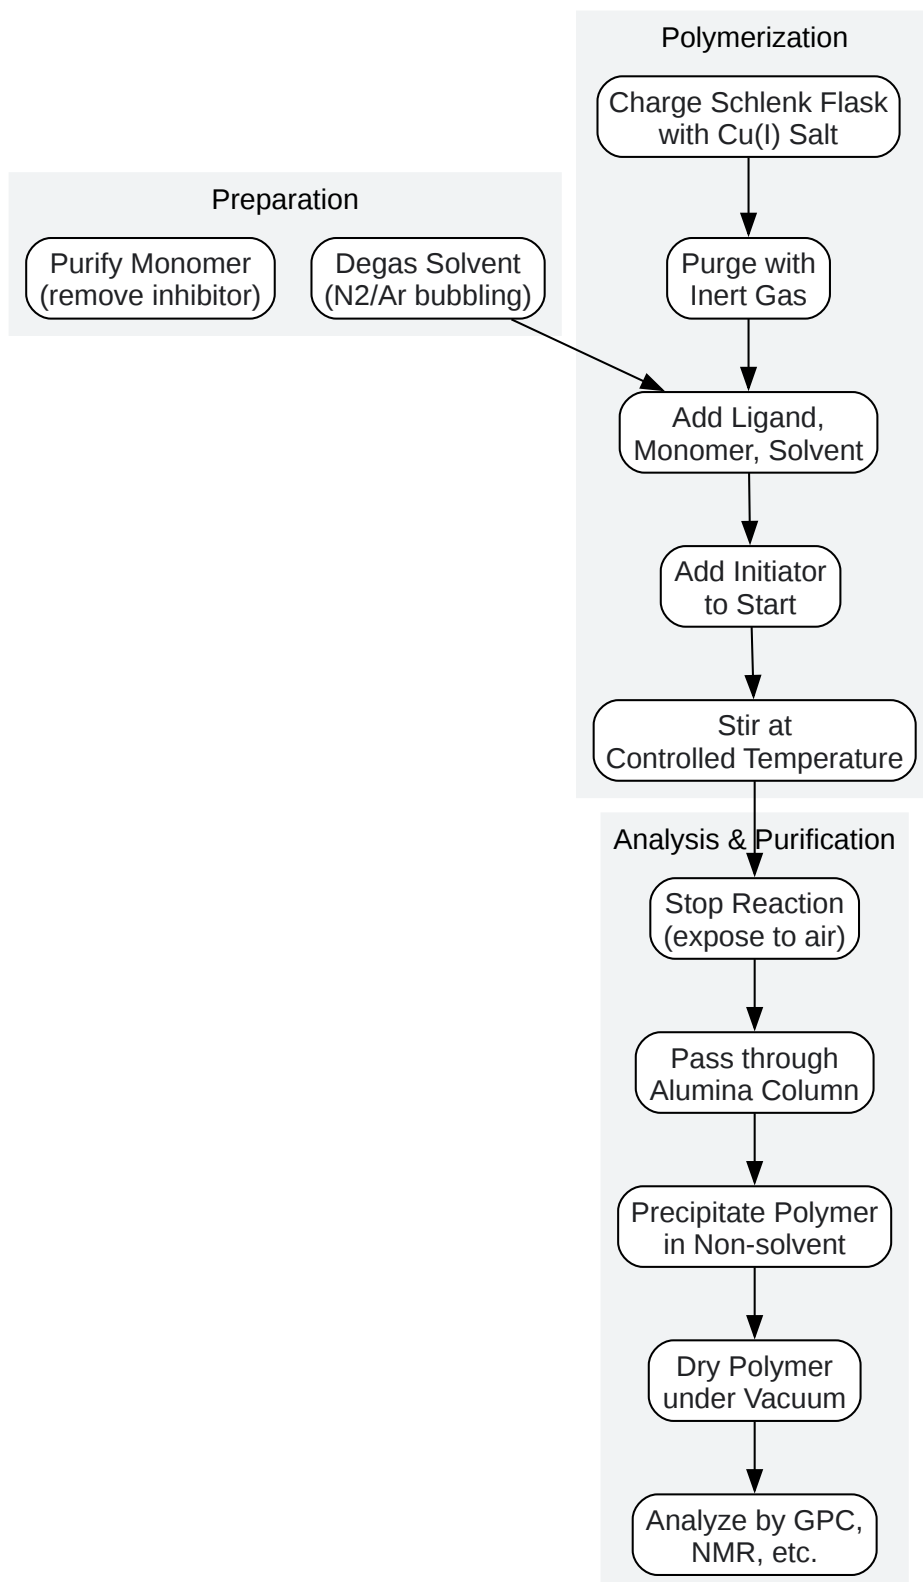 Polymerization
Charge Schlenk Flask
with Cu(I) Salt
Preparation
Purify Monomer
(remove inhibitor)
Degas Solvent
(N2/Ar bubbling)
Purge with
Inert Gas
Add Ligand,
Monomer, Solvent
Add Initiator
to Start
Stir at
Controlled Temperature
Analysis & Purification
Stop Reaction
(expose to air)
Pass through
Alumina Column
Precipitate Polymer
in Non-solvent
Dry Polymer
under Vacuum
Analyze by GPC,
NMR, etc.